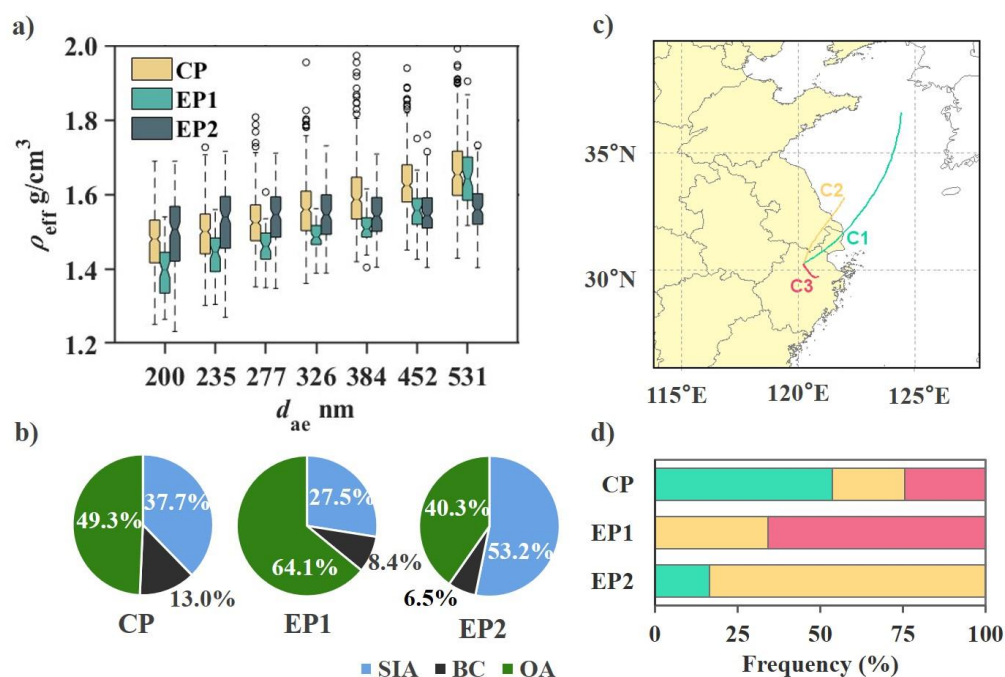 a)
2.0
1.8
1.6
1.4
1.2
ρeff g/cm³
CP
EP1
EP2
200 235 277 326 384 452 531
dae nm
b)
49.3% 37.7% 13.0%
CP
64.1% 27.5% 8.4%
EP1
40.3% 53.2% 6.5%
EP2
SIA BC OA
c)
35°N
30°N
C2
C1
C3
115°E 120°E 125°E
d)
CP
EP1
EP2
0 25 50 75 100
Frequency (%)